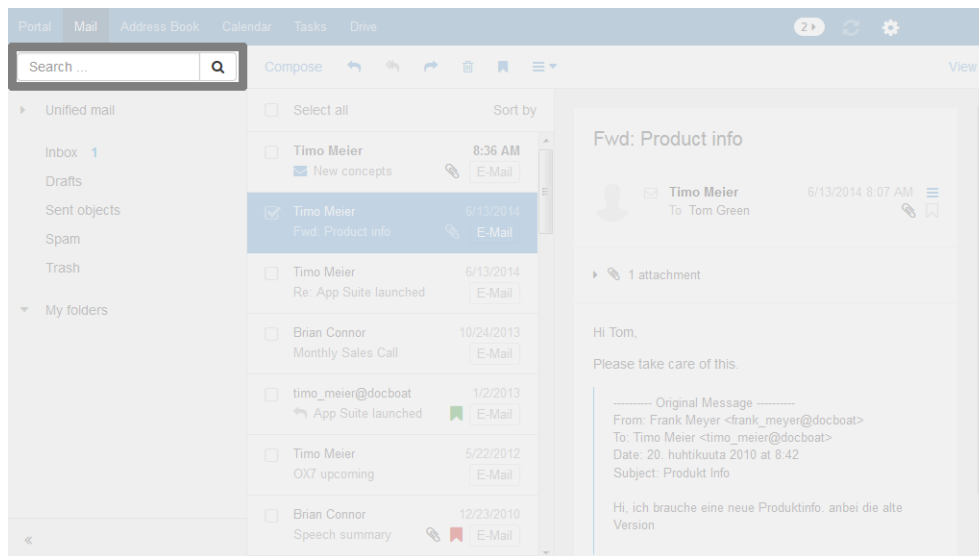 Portal Mail Address Book Calendar Tasks Drive 2
Search ...
Compose View
Unified mail
Inbox 1
Drafts
Sent objects
Spam
Trash
My folders
Select all Sort by
Timo Meier 8:36 AM
New concepts E-Mail
Timo Meier 6/13/2014
Fwd: Product info E-Mail
Timo Meier 6/13/2014
Re: App Suite launched E-Mail
Brian Connor 10/24/2013
Monthly Sales Call E-Mail
timo_meier@docboat 1/2/2013
App Suite launched E-Mail
Timo Meier 5/22/2012
OX7 upcoming E-Mail
Brian Connor 12/23/2010
Speech summary E-Mail
Fwd: Product info
Timo Meier 6/13/2014 8:07 AM
To Tom Green
1 attachment
Hi Tom,
Please take care of this.
---------- Original Message ----------
From: Frank Meyer <frank_meyer@docboat>
To: Timo Meier <timo_meier@docboat>
Date: 20. huhtikuuta 2010 at 8:42
Subject: Produkt Info
Hi, ich brauche eine neue Produktinfo. anbei die alte
Version